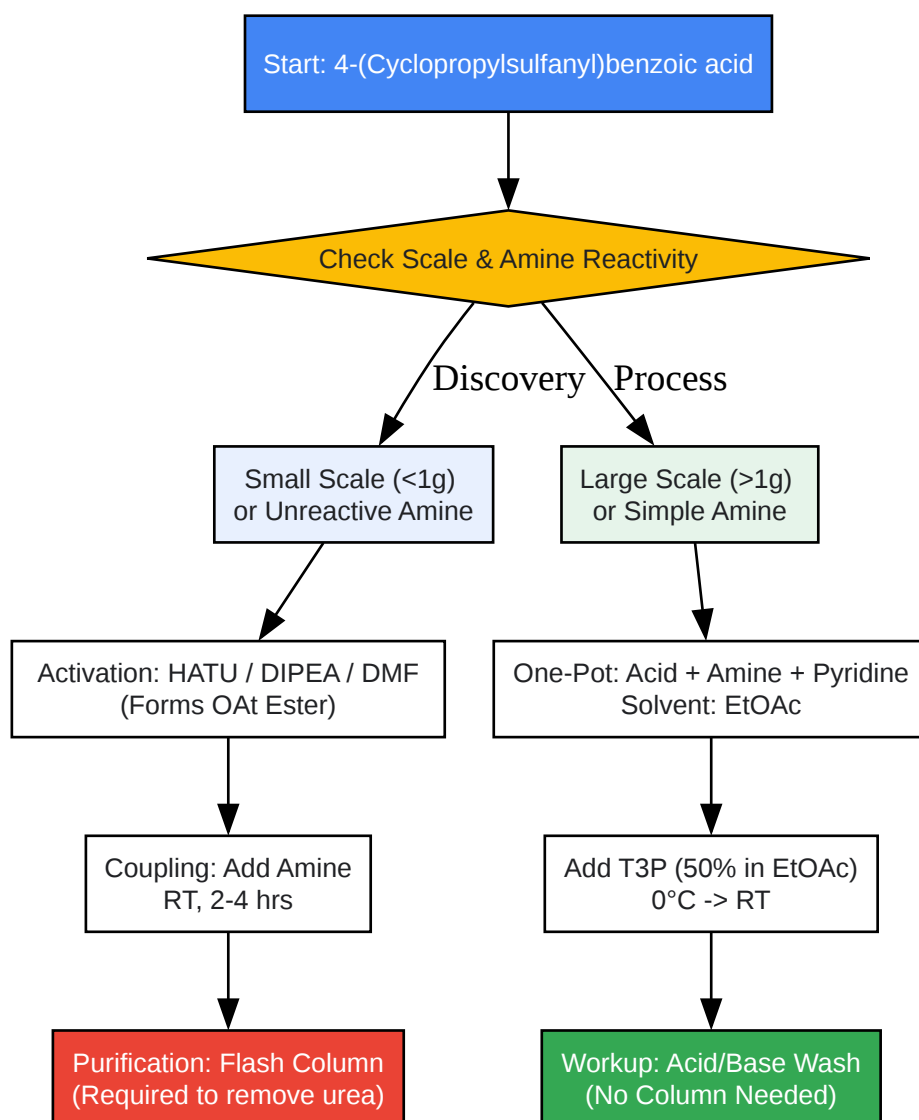 Start: 4-(Cyclopropylsulfanyl)benzoic acid
Check Scale & Amine Reactivity
Discovery
Process
Small Scale (<1g)
or Unreactive Amine
Large Scale (>1g)
or Simple Amine
Activation: HATU / DIPEA / DMF
(Forms OAt Ester)
One-Pot: Acid + Amine + Pyridine
Solvent: EtOAc
Coupling: Add Amine
RT, 2-4 hrs
Add T3P (50% in EtOAc)
0°C -> RT
Purification: Flash Column
(Required to remove urea)
Workup: Acid/Base Wash
(No Column Needed)